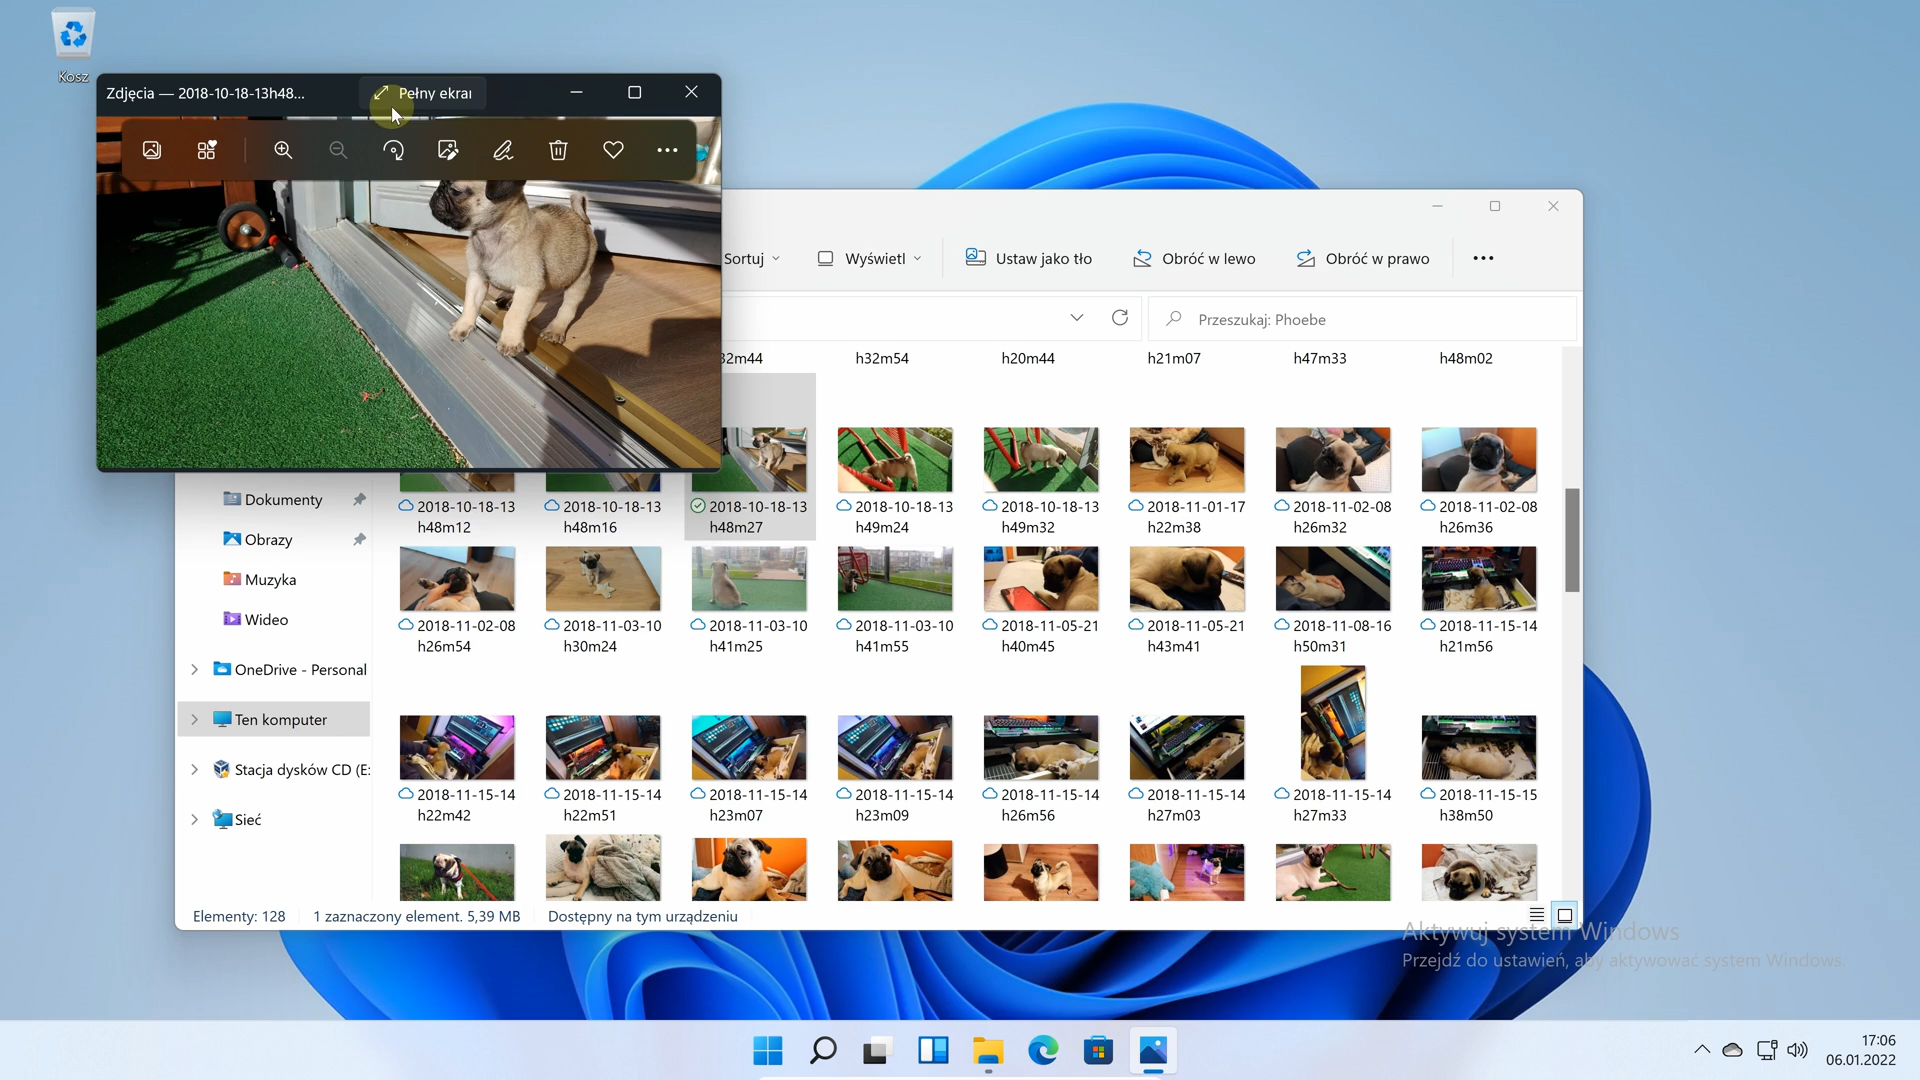 Kosz
Zdjęcia — 2018-10-18-13h48...
Pełny ekran
Sortuj
Wyświetl
Ustaw jako tło
Obróć w lewo
Obróć w prawo
Przeszukaj: Phoebe
32m44
h32m54
h20m44
h21m07
h47m33
h48m02
Dokumenty
Obrazy
Muzyka
Wideo
OneDrive - Personal
Ten komputer
Stacja dysków CD (E:
Sieć
2018-10-18-13
h48m12
2018-10-18-13
h48m16
2018-10-18-13
h48m27
2018-10-18-13
h49m24
2018-10-18-13
h49m32
2018-11-01-17
h22m38
2018-11-02-08
h26m32
2018-11-02-08
h26m36
2018-11-02-08
h26m54
2018-11-03-10
h30m24
2018-11-03-10
h41m25
2018-11-03-10
h41m55
2018-11-05-21
h40m45
2018-11-05-21
h43m41
2018-11-08-16
h50m31
2018-11-15-14
h21m56
2018-11-15-14
h22m42
2018-11-15-14
h22m51
2018-11-15-14
h23m07
2018-11-15-14
h23m09
2018-11-15-14
h26m56
2018-11-15-14
h27m03
2018-11-15-14
h27m33
2018-11-15-15
h38m50
Elementy: 128
1 zaznaczony element. 5,39 MB
Dostępny na tym urządzeniu
Aktywuj system Windows
Przejdź do ustawień, aby aktywować system Windows.
17:06
06.01.2022